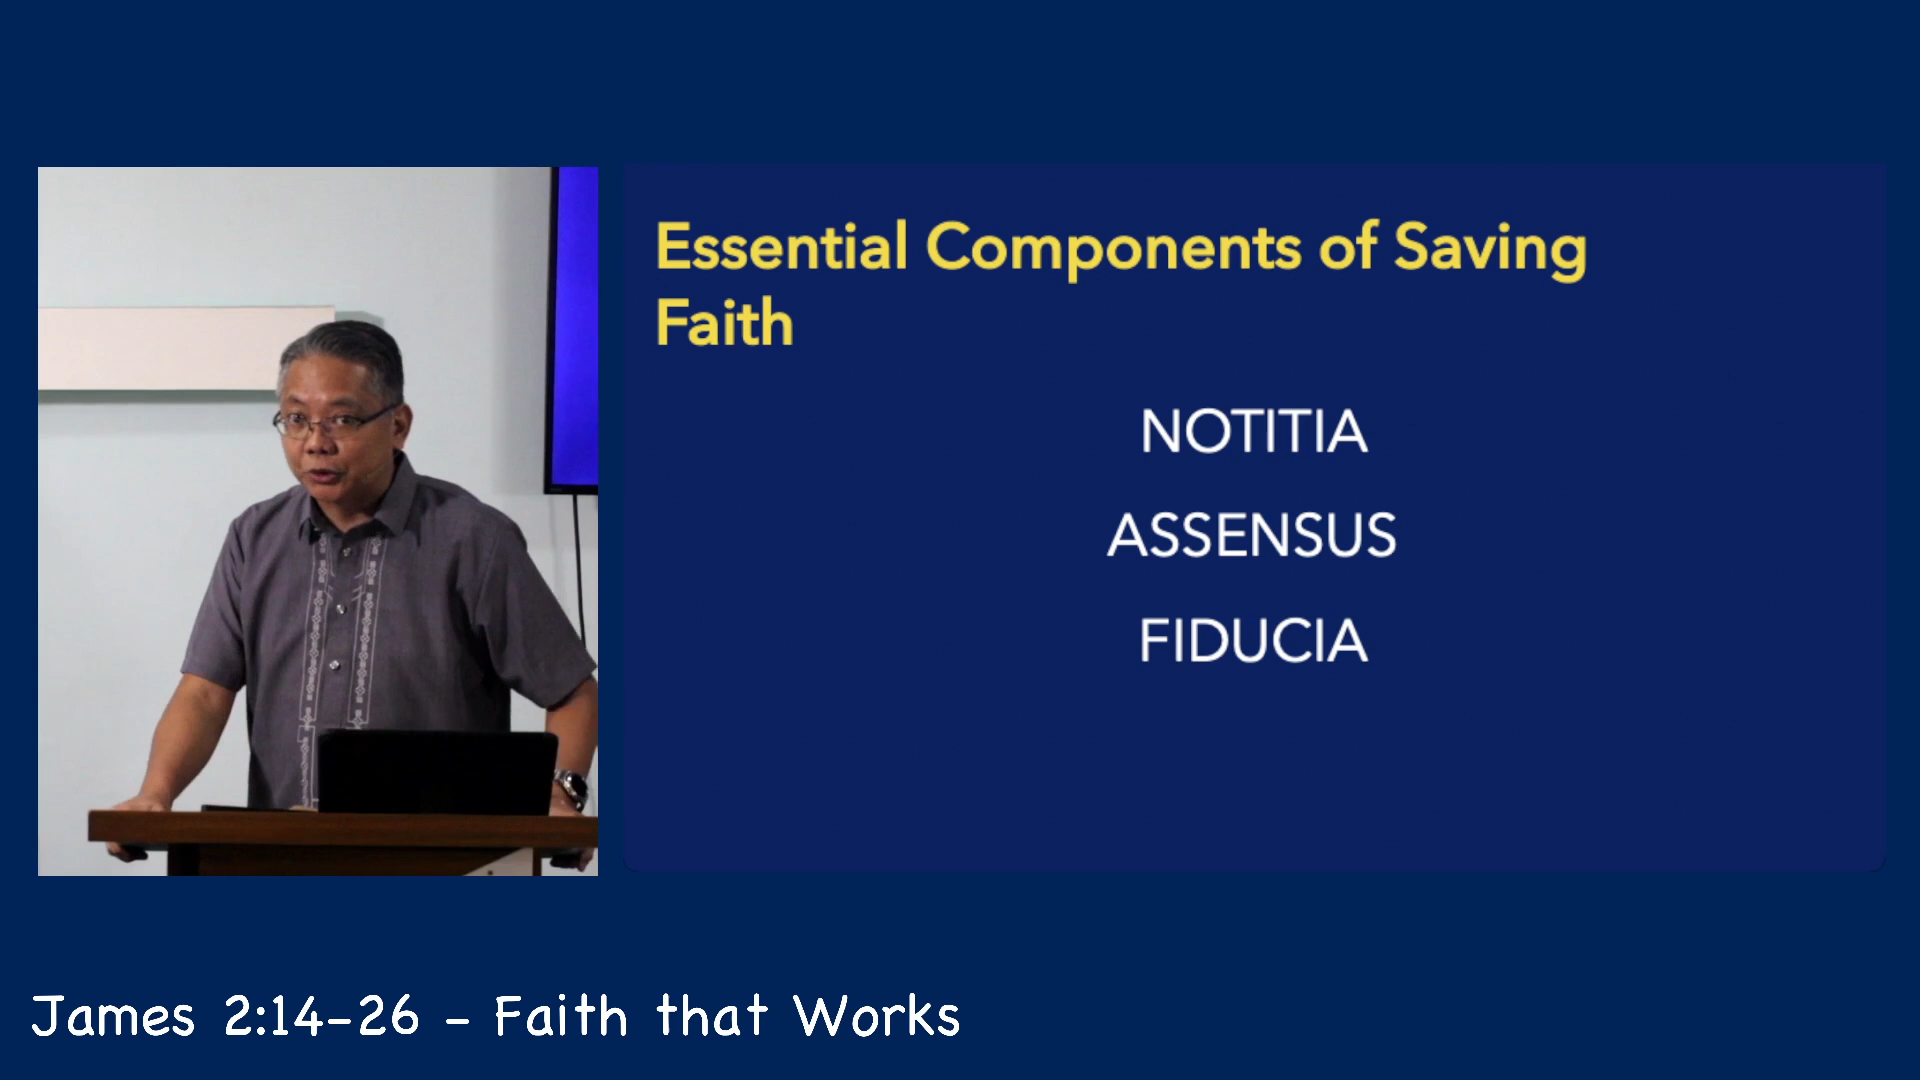 Essential Components of Saving
Faith
NOTITIA
ASSENSUS
FIDUCIA
James 2:14-26 - Faith that Works